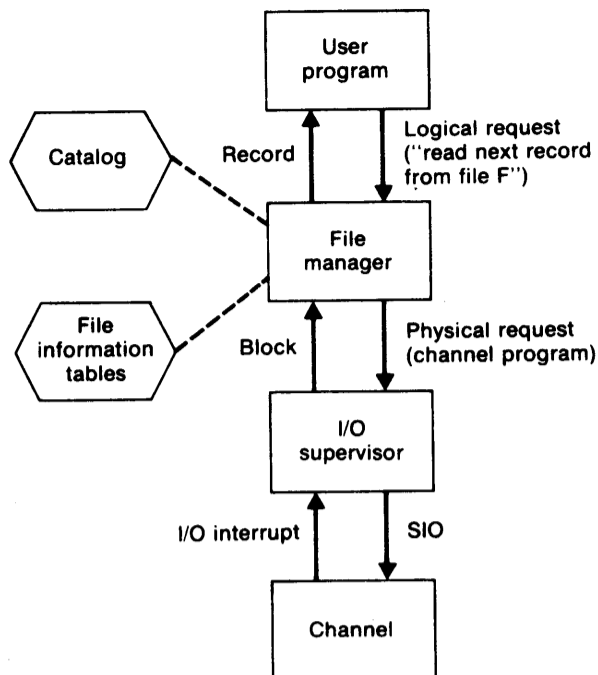 User
program
Catalog
Record
Logical request
("read next record
from file F")
File
manager
File
information
tables
Block
Physical request
(channel program)
I/O
supervisor
I/O interrupt
SIO
Channel